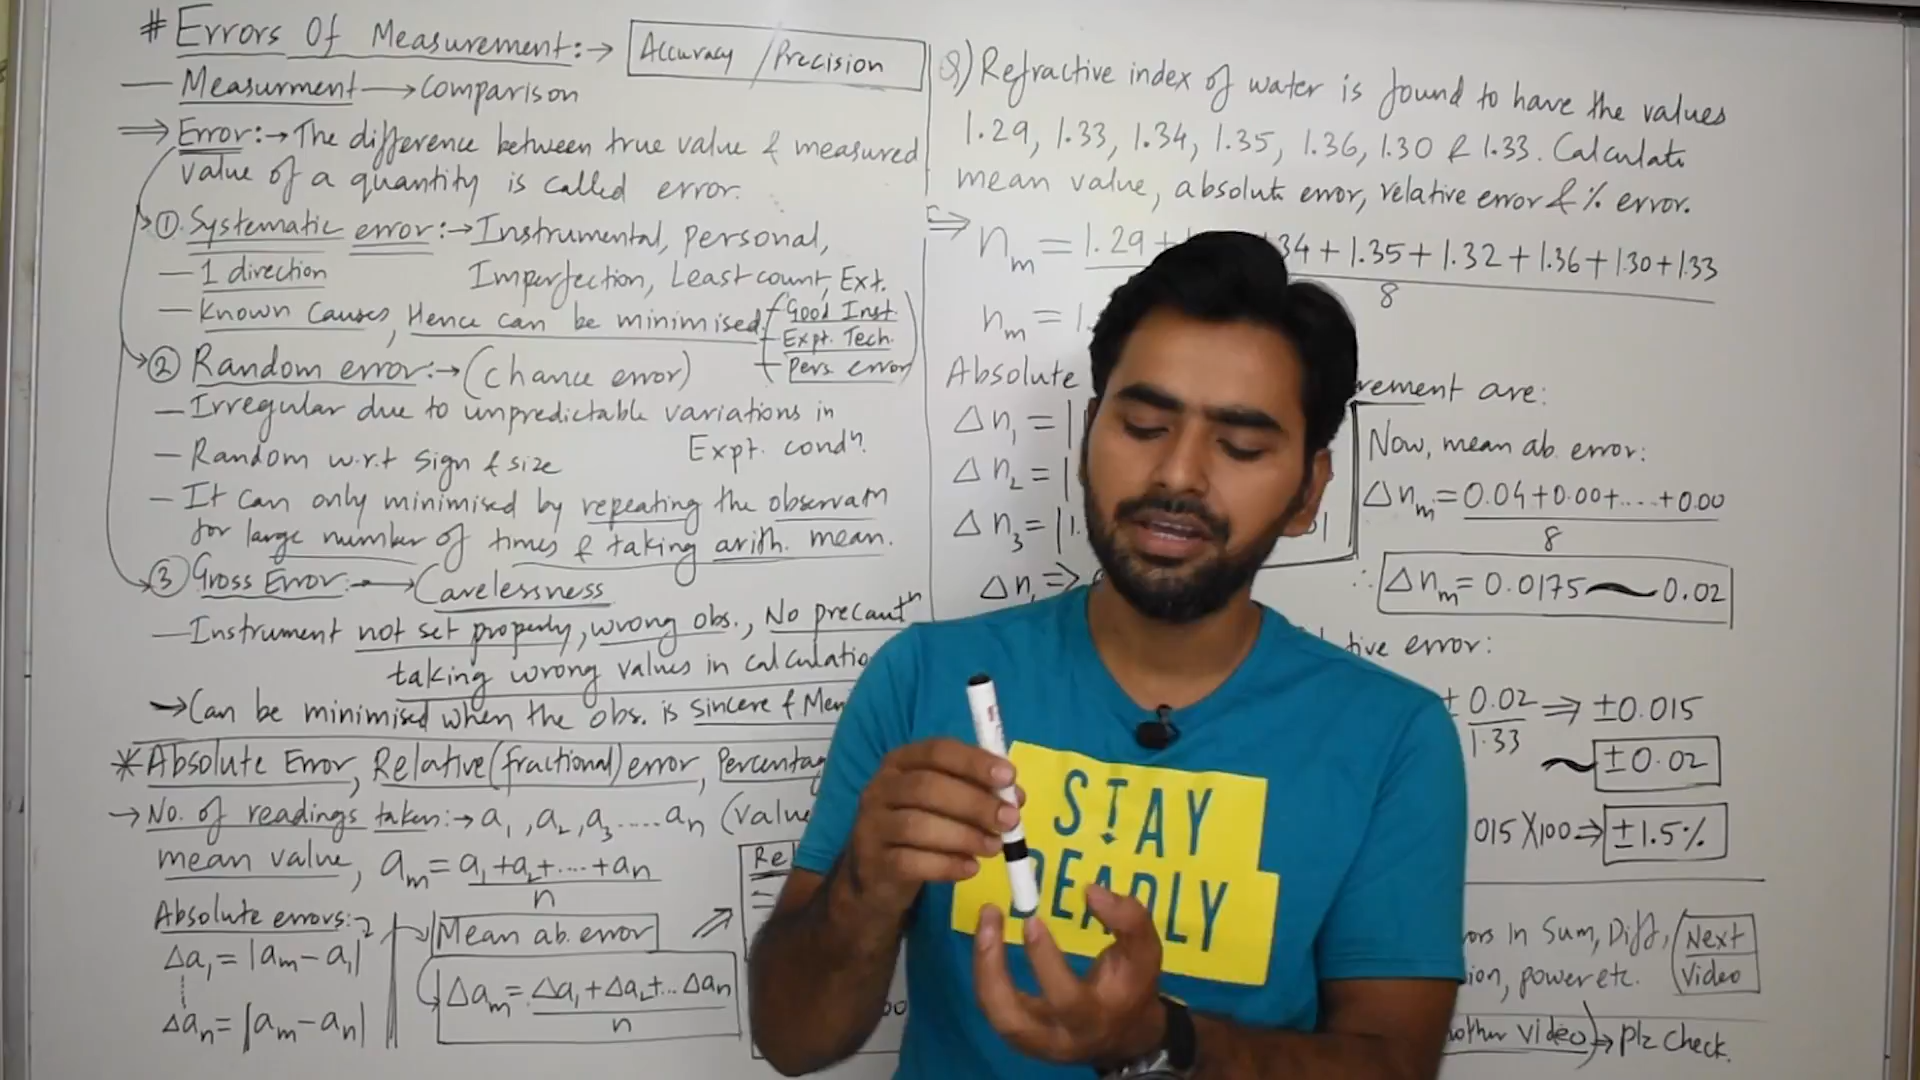 # Errors Of Measurement:→ Accuracy / Precision
— Measurment → Comparison
⇒ Error:→ The difference between true value & measured
value of a quantity is called error.
① Systematic error:→ Instrumental, personal,
— 1 direction Imperfection, Least count, Ext.
— Known Causes, Hence can be minimised
- Good Inst.
- Expt. Tech.
- Pers. error
② Random error:→ (Chance error)
— Irregular due to unpredictable variations in
Expt. condⁿ.
— Random w.r.t sign & size
— It can only minimised by repeating the observatn
for large number of times & taking arith. mean.
③ Gross Error:→ Carelessness
— Instrument not set properly, wrong obs., No precautⁿ
taking wrong values in calculatio
→ Can be minimised when the obs. is sincere & Men
* Absolute Error, Relative (fractional) error, Percentag
→ No. of readings taken:→ a₁, a₂, a₃ ..... aₙ (value
mean value, aₘ = a₁ + a₂ + .... + aₙ
n
Absolute errors:
Δa₁ = |aₘ - a₁|
Δaₙ = |aₘ - aₙ|
Mean ab. error
Δaₘ = Δa₁ + Δa₂ + ... Δaₙ
n
Rel
Q) Refractive index of water is found to have the values
1.29, 1.33, 1.34, 1.35, 1.36, 1.30 & 1.33. Calculate
mean value, absolute error, relative error & % error.
⇒ nₘ = 1.29 + 34 + 1.35 + 1.32 + 1.36 + 1.30 + 1.33
8
nₘ = 1.
Absolute rement are:
Δn₁ = |
Δn₂ = |
Δn₃ = |1.
Now, mean ab. error:
Δnₘ = 0.04 + 0.00 + .... + 0.00
8
∴ Δnₘ = 0.0175 ~ 0.02
tive error:
± 0.02 ⇒ ± 0.015
1.33
~ ± 0.02
015 X 100 ⇒ ± 1.5 %
ors in Sum, Diff, Next
ion, power etc. Video
other video) → plz check.
STAY
DEADLY